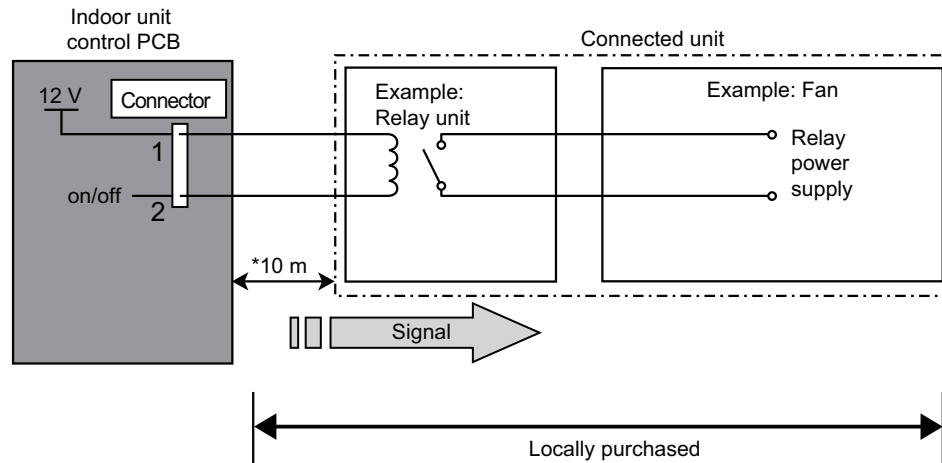 Indoor unit
control PCB
Connected unit
12 V
Connector
1
on/off
2
Example:
Relay unit
Example: Fan
Relay
power
supply
*10 m
Signal
Locally purchased